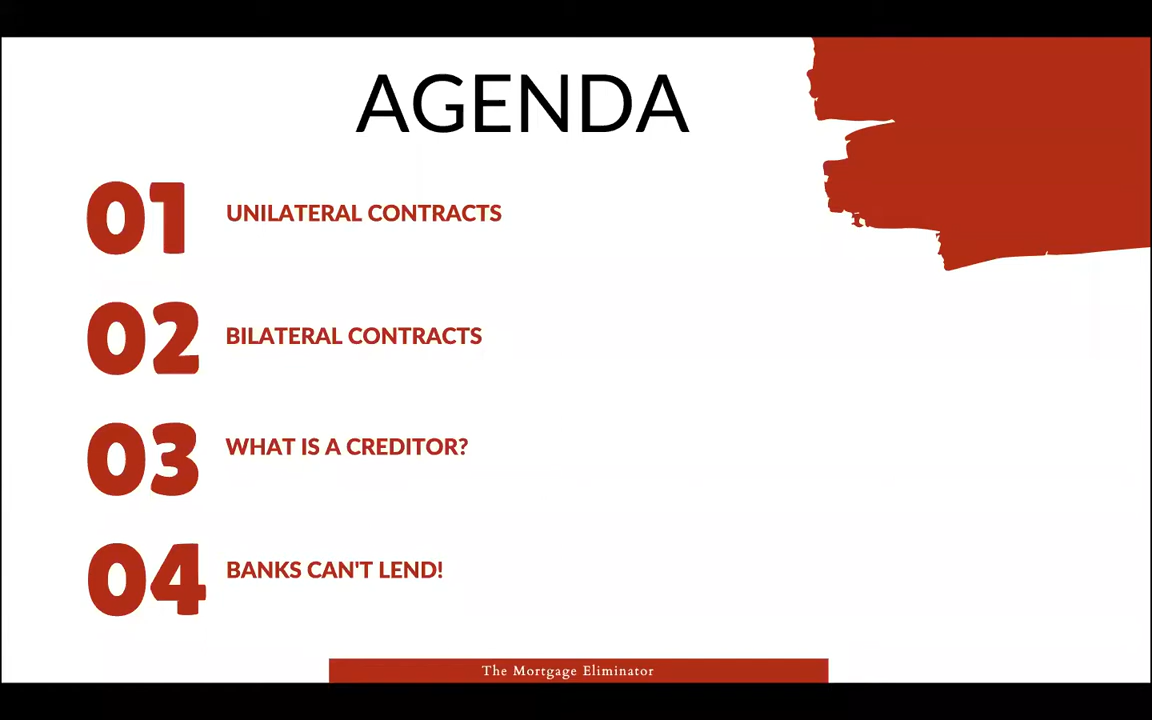 AGENDA
01
UNILATERAL CONTRACTS
02
BILATERAL CONTRACTS
03
WHAT IS A CREDITOR?
04
BANKS CAN'T LEND!
The Mortgage Eliminator